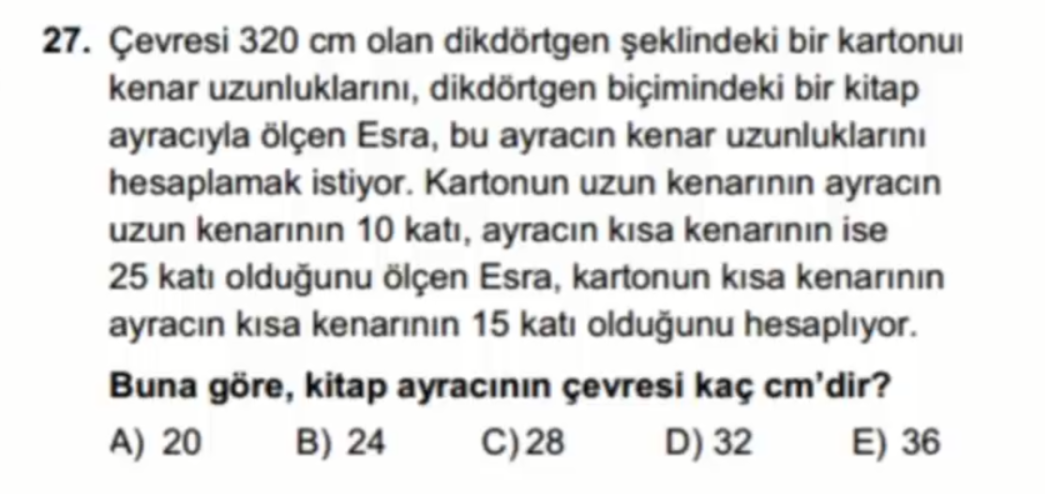 27. Çevresi 320 cm olan dikdörtgen şeklindeki bir kartonu
kenar uzunluklarını, dikdörtgen biçimindeki bir kitap
ayracıyla ölçen Esra, bu ayracın kenar uzunluklarını
hesaplamak istiyor. Kartonun uzun kenarının ayracın
uzun kenarının 10 katı, ayracın kısa kenarının ise
25 katı olduğunu ölçen Esra, kartonun kısa kenarının
ayracın kısa kenarının 15 katı olduğunu hesaplıyor.
Buna göre, kitap ayracının çevresi kaç cm'dir?
A) 20 B) 24 C) 28 D) 32 E) 36